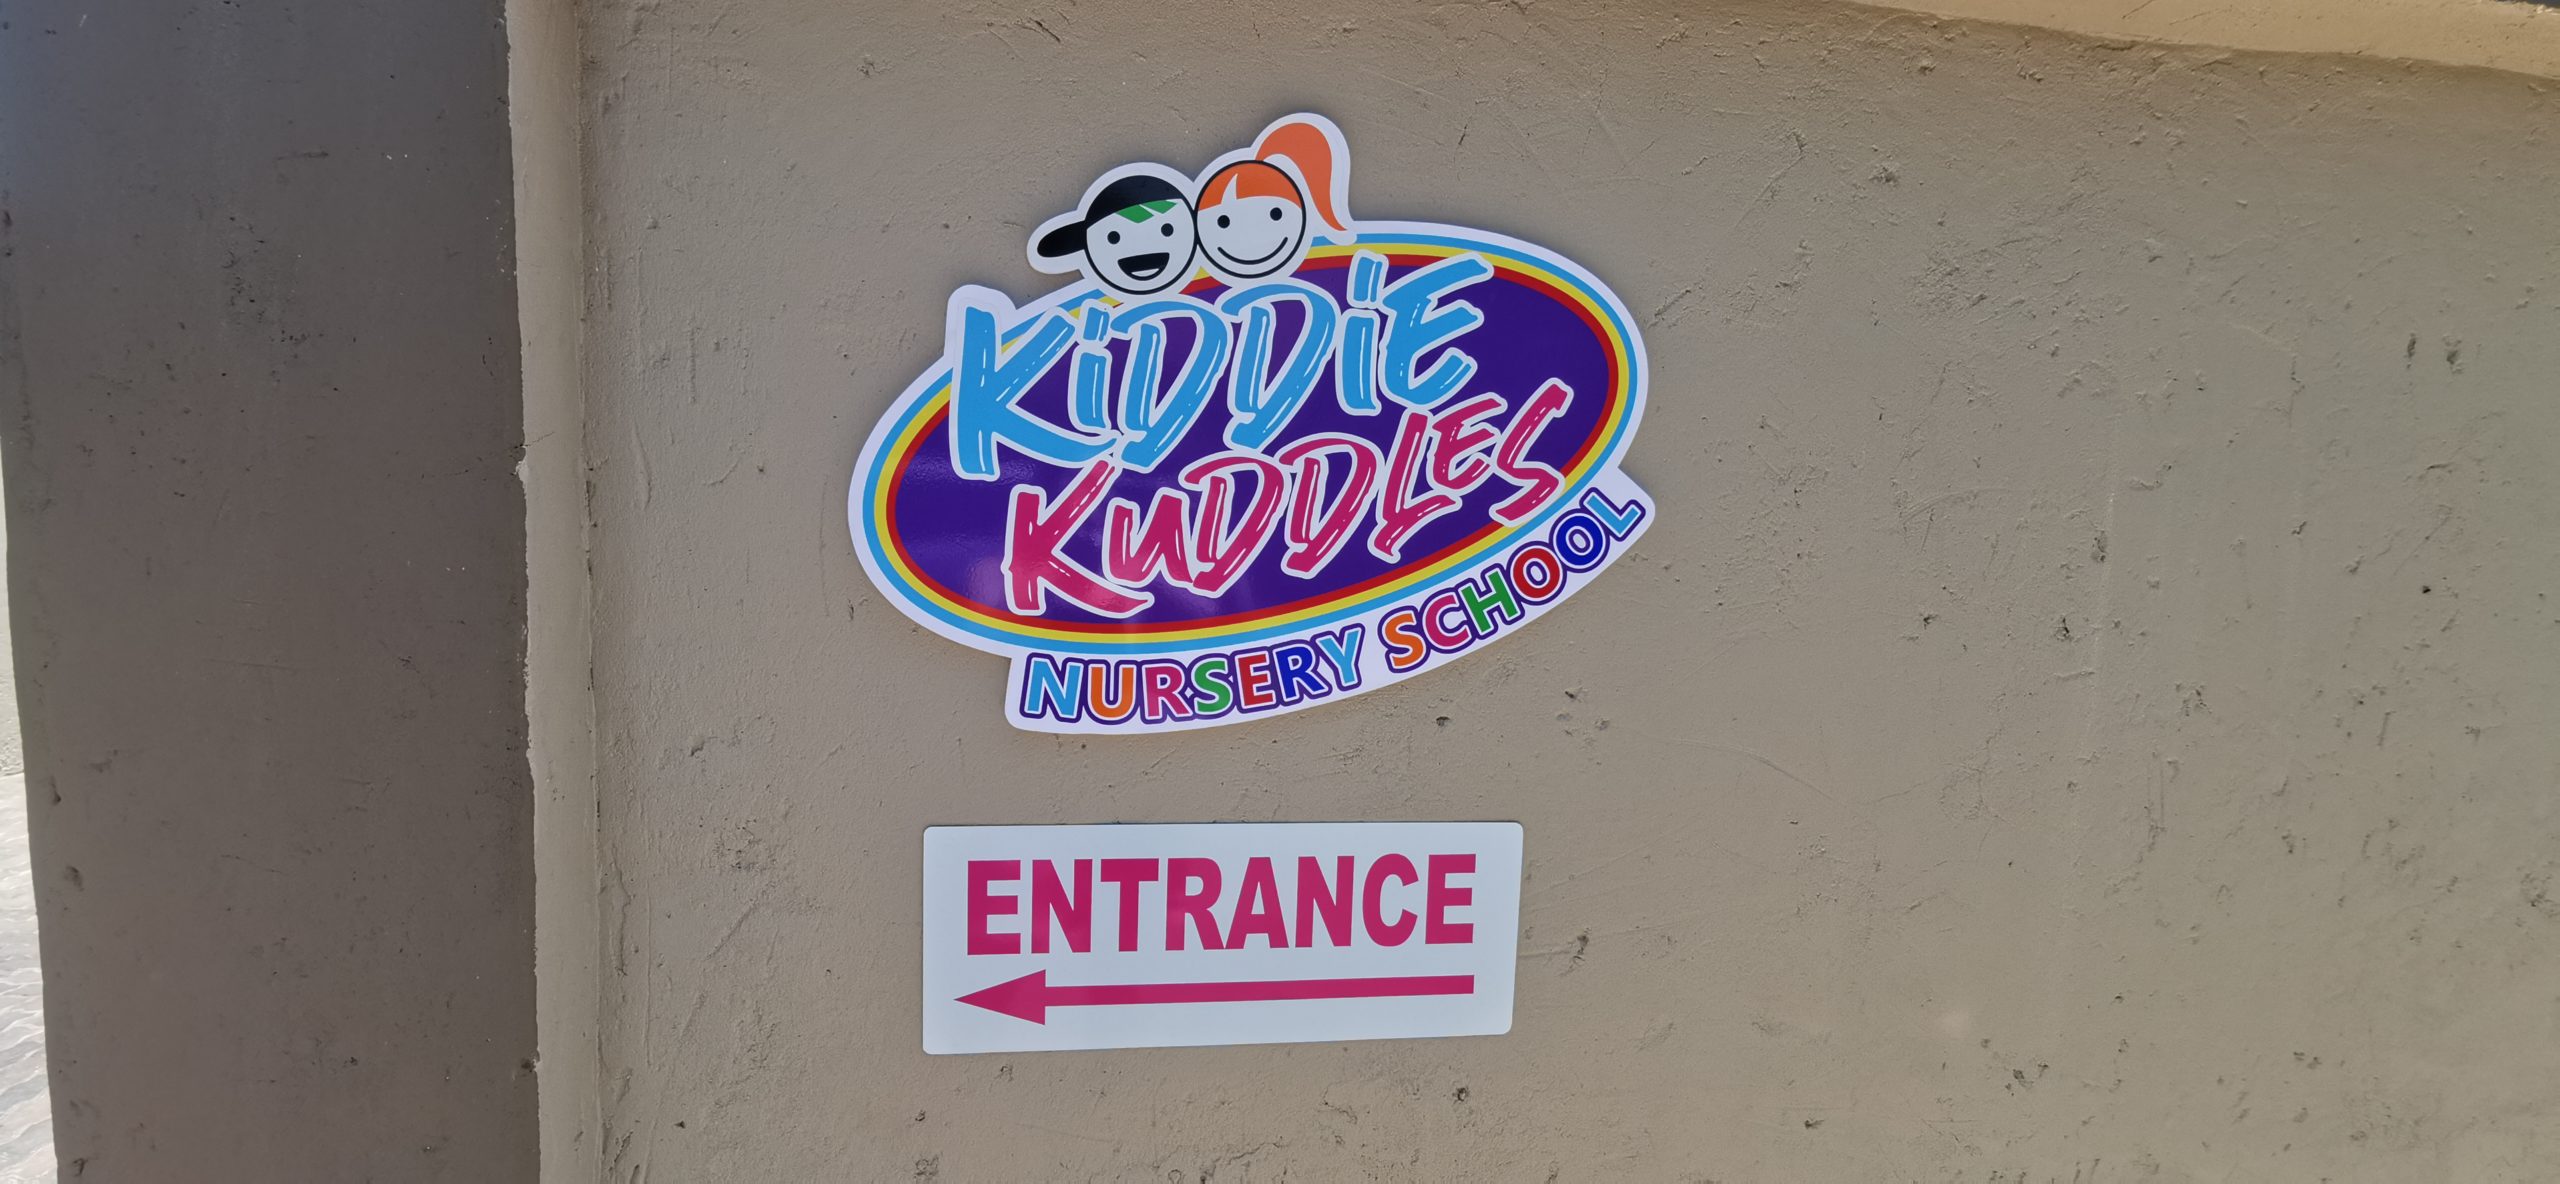 KiDDiE
KuDDLES
NURSERY SCHOOL
ENTRANCE